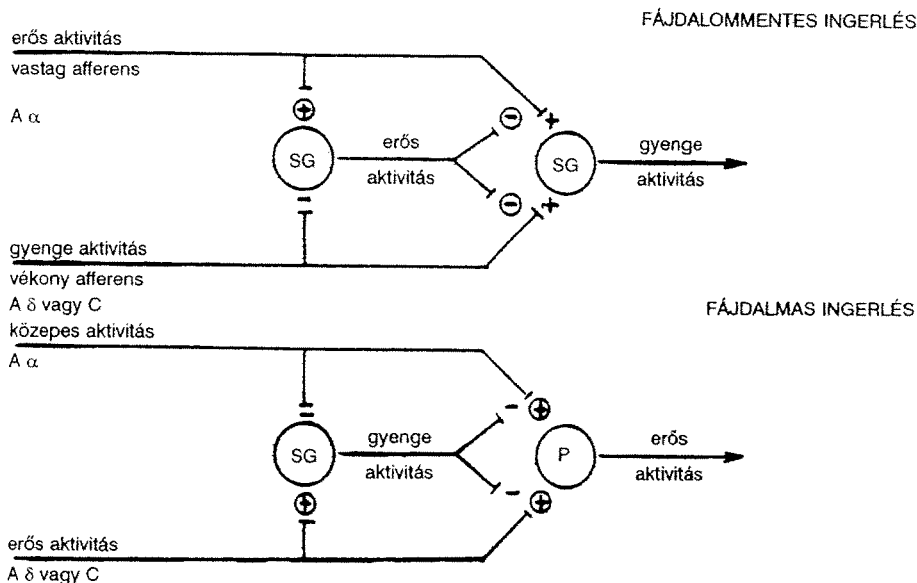 FÁJDALOMMENTES INGERLÉS
erős aktivitás
vastag afferens
A α
+
SG
erős
aktivitás
−
−
+
+
SG
gyenge
aktivitás
−
gyenge aktivitás
vékony afferens
A δ vagy C
FÁJDALMAS INGERLÉS
közepes aktivitás
A α
−
SG
gyenge
aktivitás
−
+
−
+
P
erős
aktivitás
+
erős aktivitás
A δ vagy C